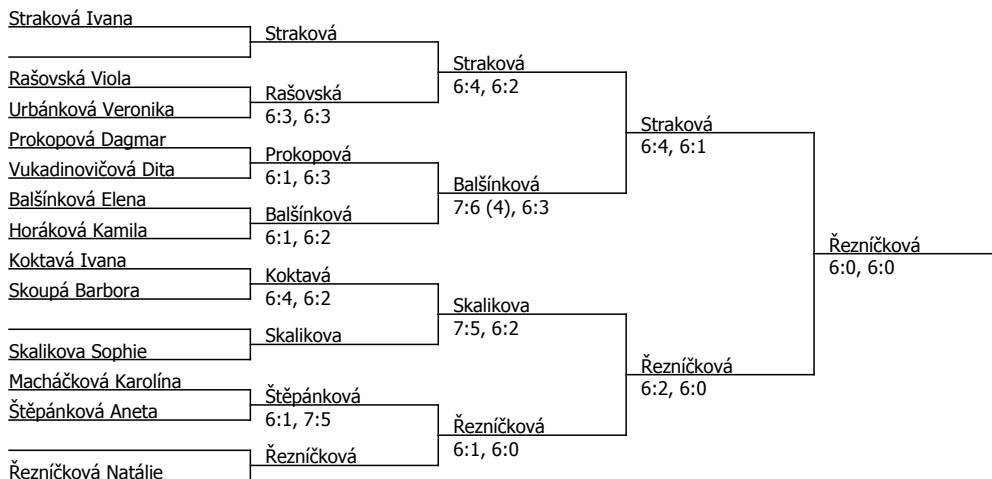 Straková Ivana
Straková
Straková
6:4, 6:2
Rašovská Viola
Rašovská
6:3, 6:3
Urbánková Veronika
Straková
6:4, 6:1
Prokopová Dagmar
Prokopová
6:1, 6:3
Vukadinovičová Dita
Balšínková
7:6 (4), 6:3
Balšínková Elena
Balšínková
6:1, 6:2
Horáková Kamila
Řezníčková
6:0, 6:0
Koktavá Ivana
Koktavá
6:4, 6:2
Skoupá Barbora
Skalikova
7:5, 6:2
Skalikova
Skalikova Sophie
Řezníčková
6:2, 6:0
Macháčková Karolína
Štěpánková
6:1, 7:5
Štěpánková Aneta
Řezníčková
6:1, 6:0
Řezníčková
Řezníčková Natálie